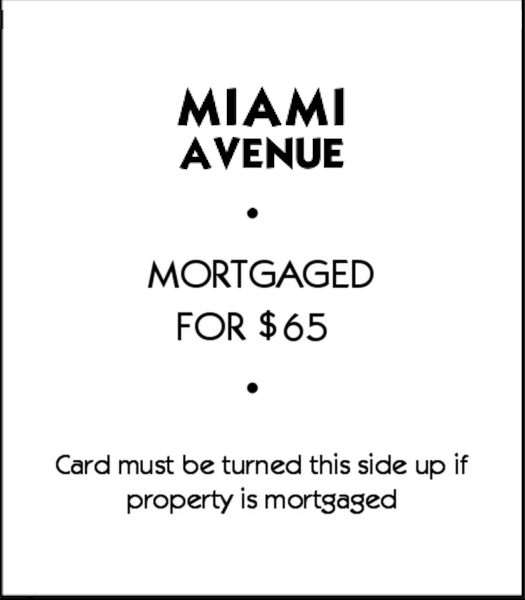 MIAMI
AVENUE
•
MORTGAGED
FOR $65
•
Card must be turned this side up if
property is mortgaged